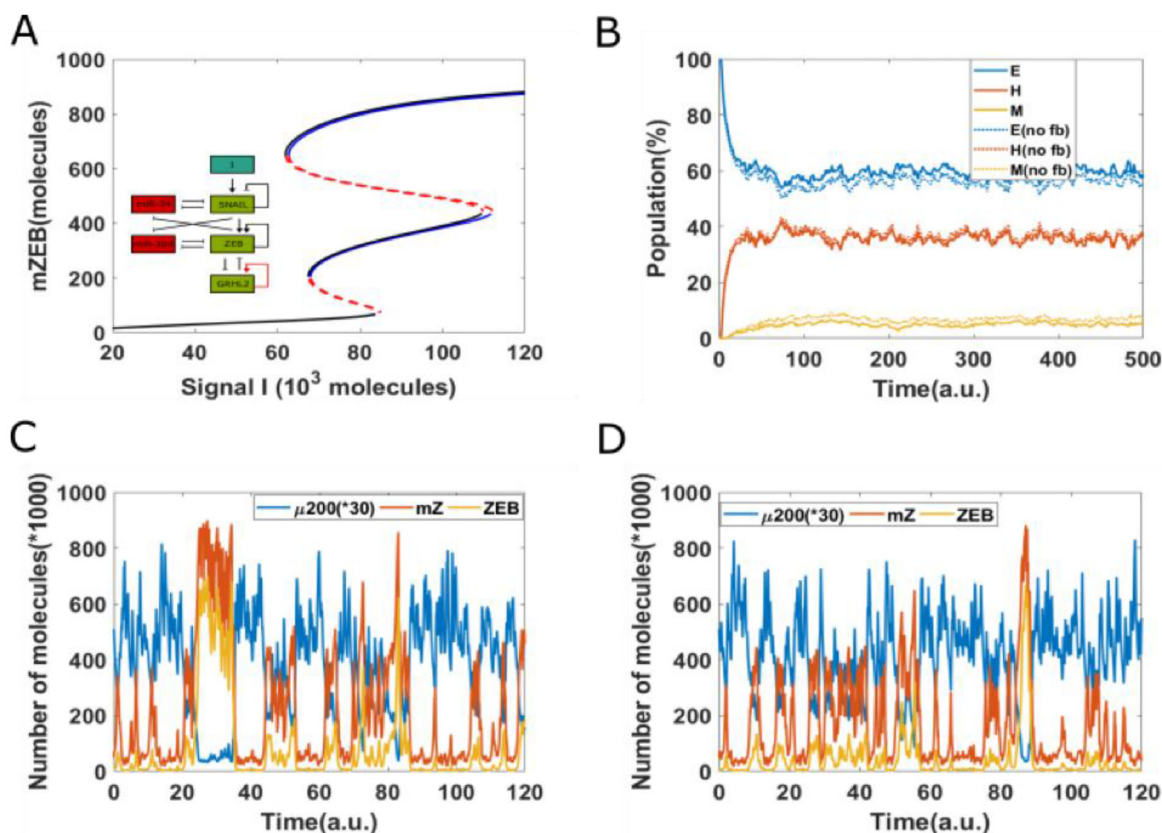 A
1000
800
600
400
200
0
mZEB(molecules)
20
40
60
80
100
120
Signal I (10³ molecules)
I
miR-34
SNAIL
ZEB
GRHL2
B
100
80
60
40
20
0
Population(%)
0
100
200
300
400
500
Time(a.u.)
E
H
M
E(no fb)
H(no fb)
M(no fb)
C
1000
800
600
400
200
0
Number of molecules(*1000)
0
20
40
60
80
100
120
Time(a.u.)
μ200(*30)
mZ
ZEB
D
1000
800
600
400
200
0
Number of molecules(*1000)
0
20
40
60
80
100
120
Time(a.u.)
μ200(*30)
mZ
ZEB